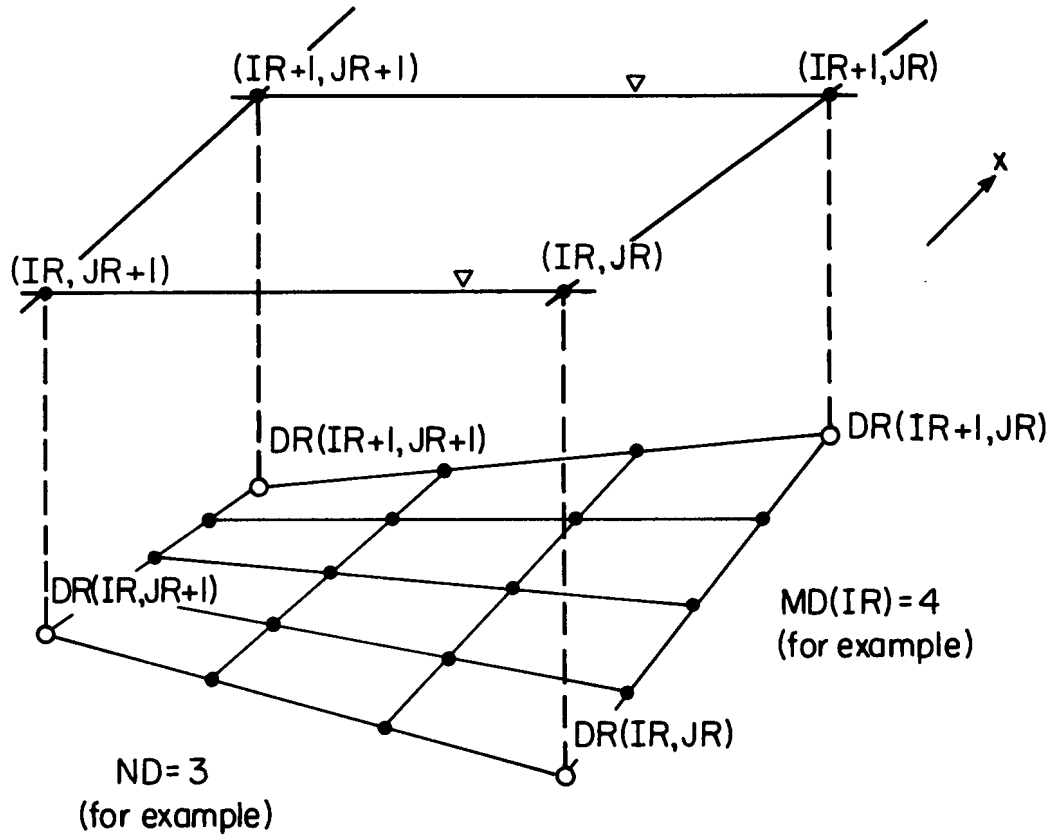 (IR+1, JR+1)
(IR+1, JR)
x
(IR, JR+1)
(IR, JR)
DR(IR+1, JR+1)
DR(IR+1, JR)
DR(IR, JR+1)
MD(IR)=4
(for example)
DR(IR, JR)
ND=3
(for example)